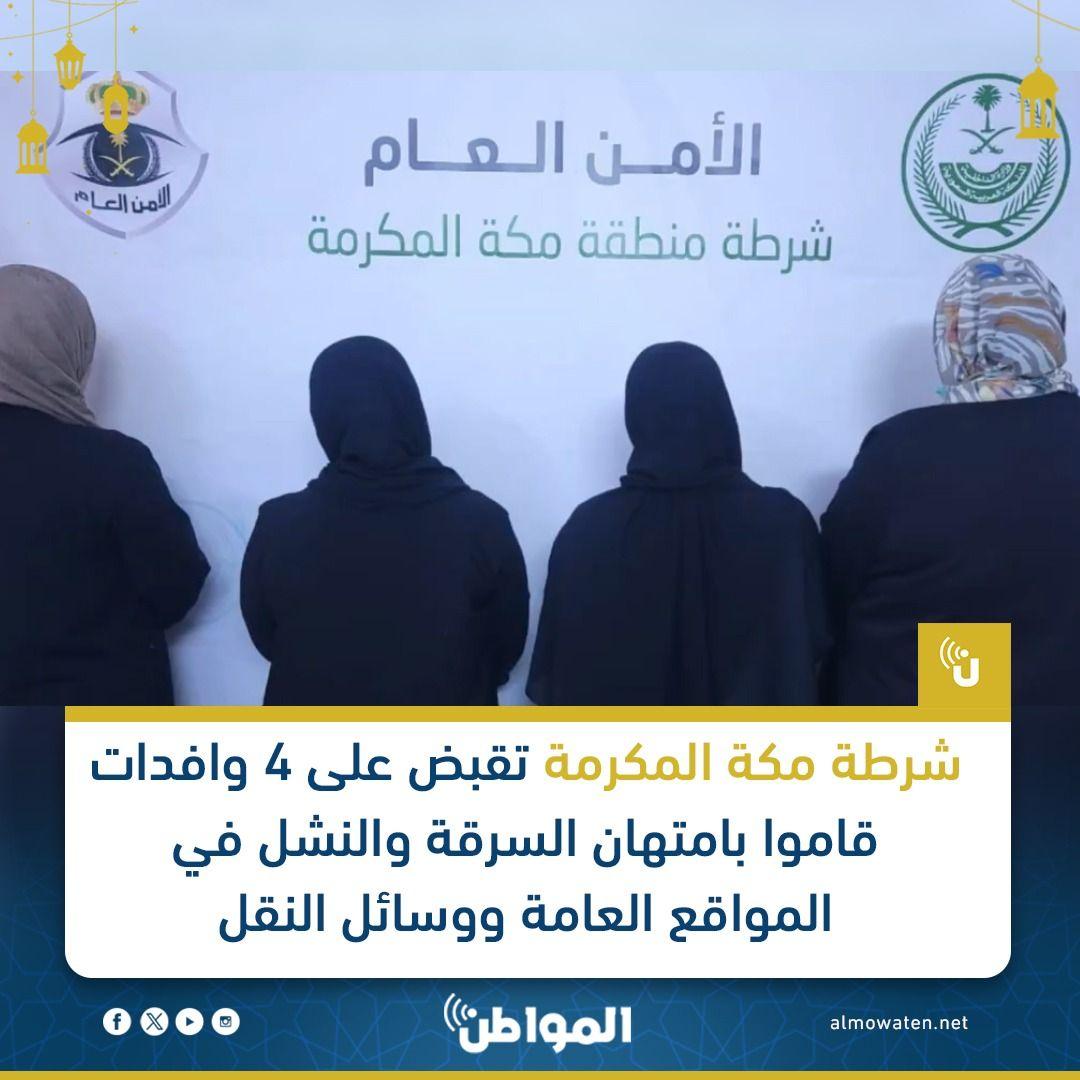 الأمن العام
شرطة منطقة مكة المكرمة
الأمن العام
شرطة مكة المكرمة تقبض على 4 وافدات
قاموا بامتهان السرقة والنشل في
المواقع العامة ووسائل النقل
المواطن
almowaten.net